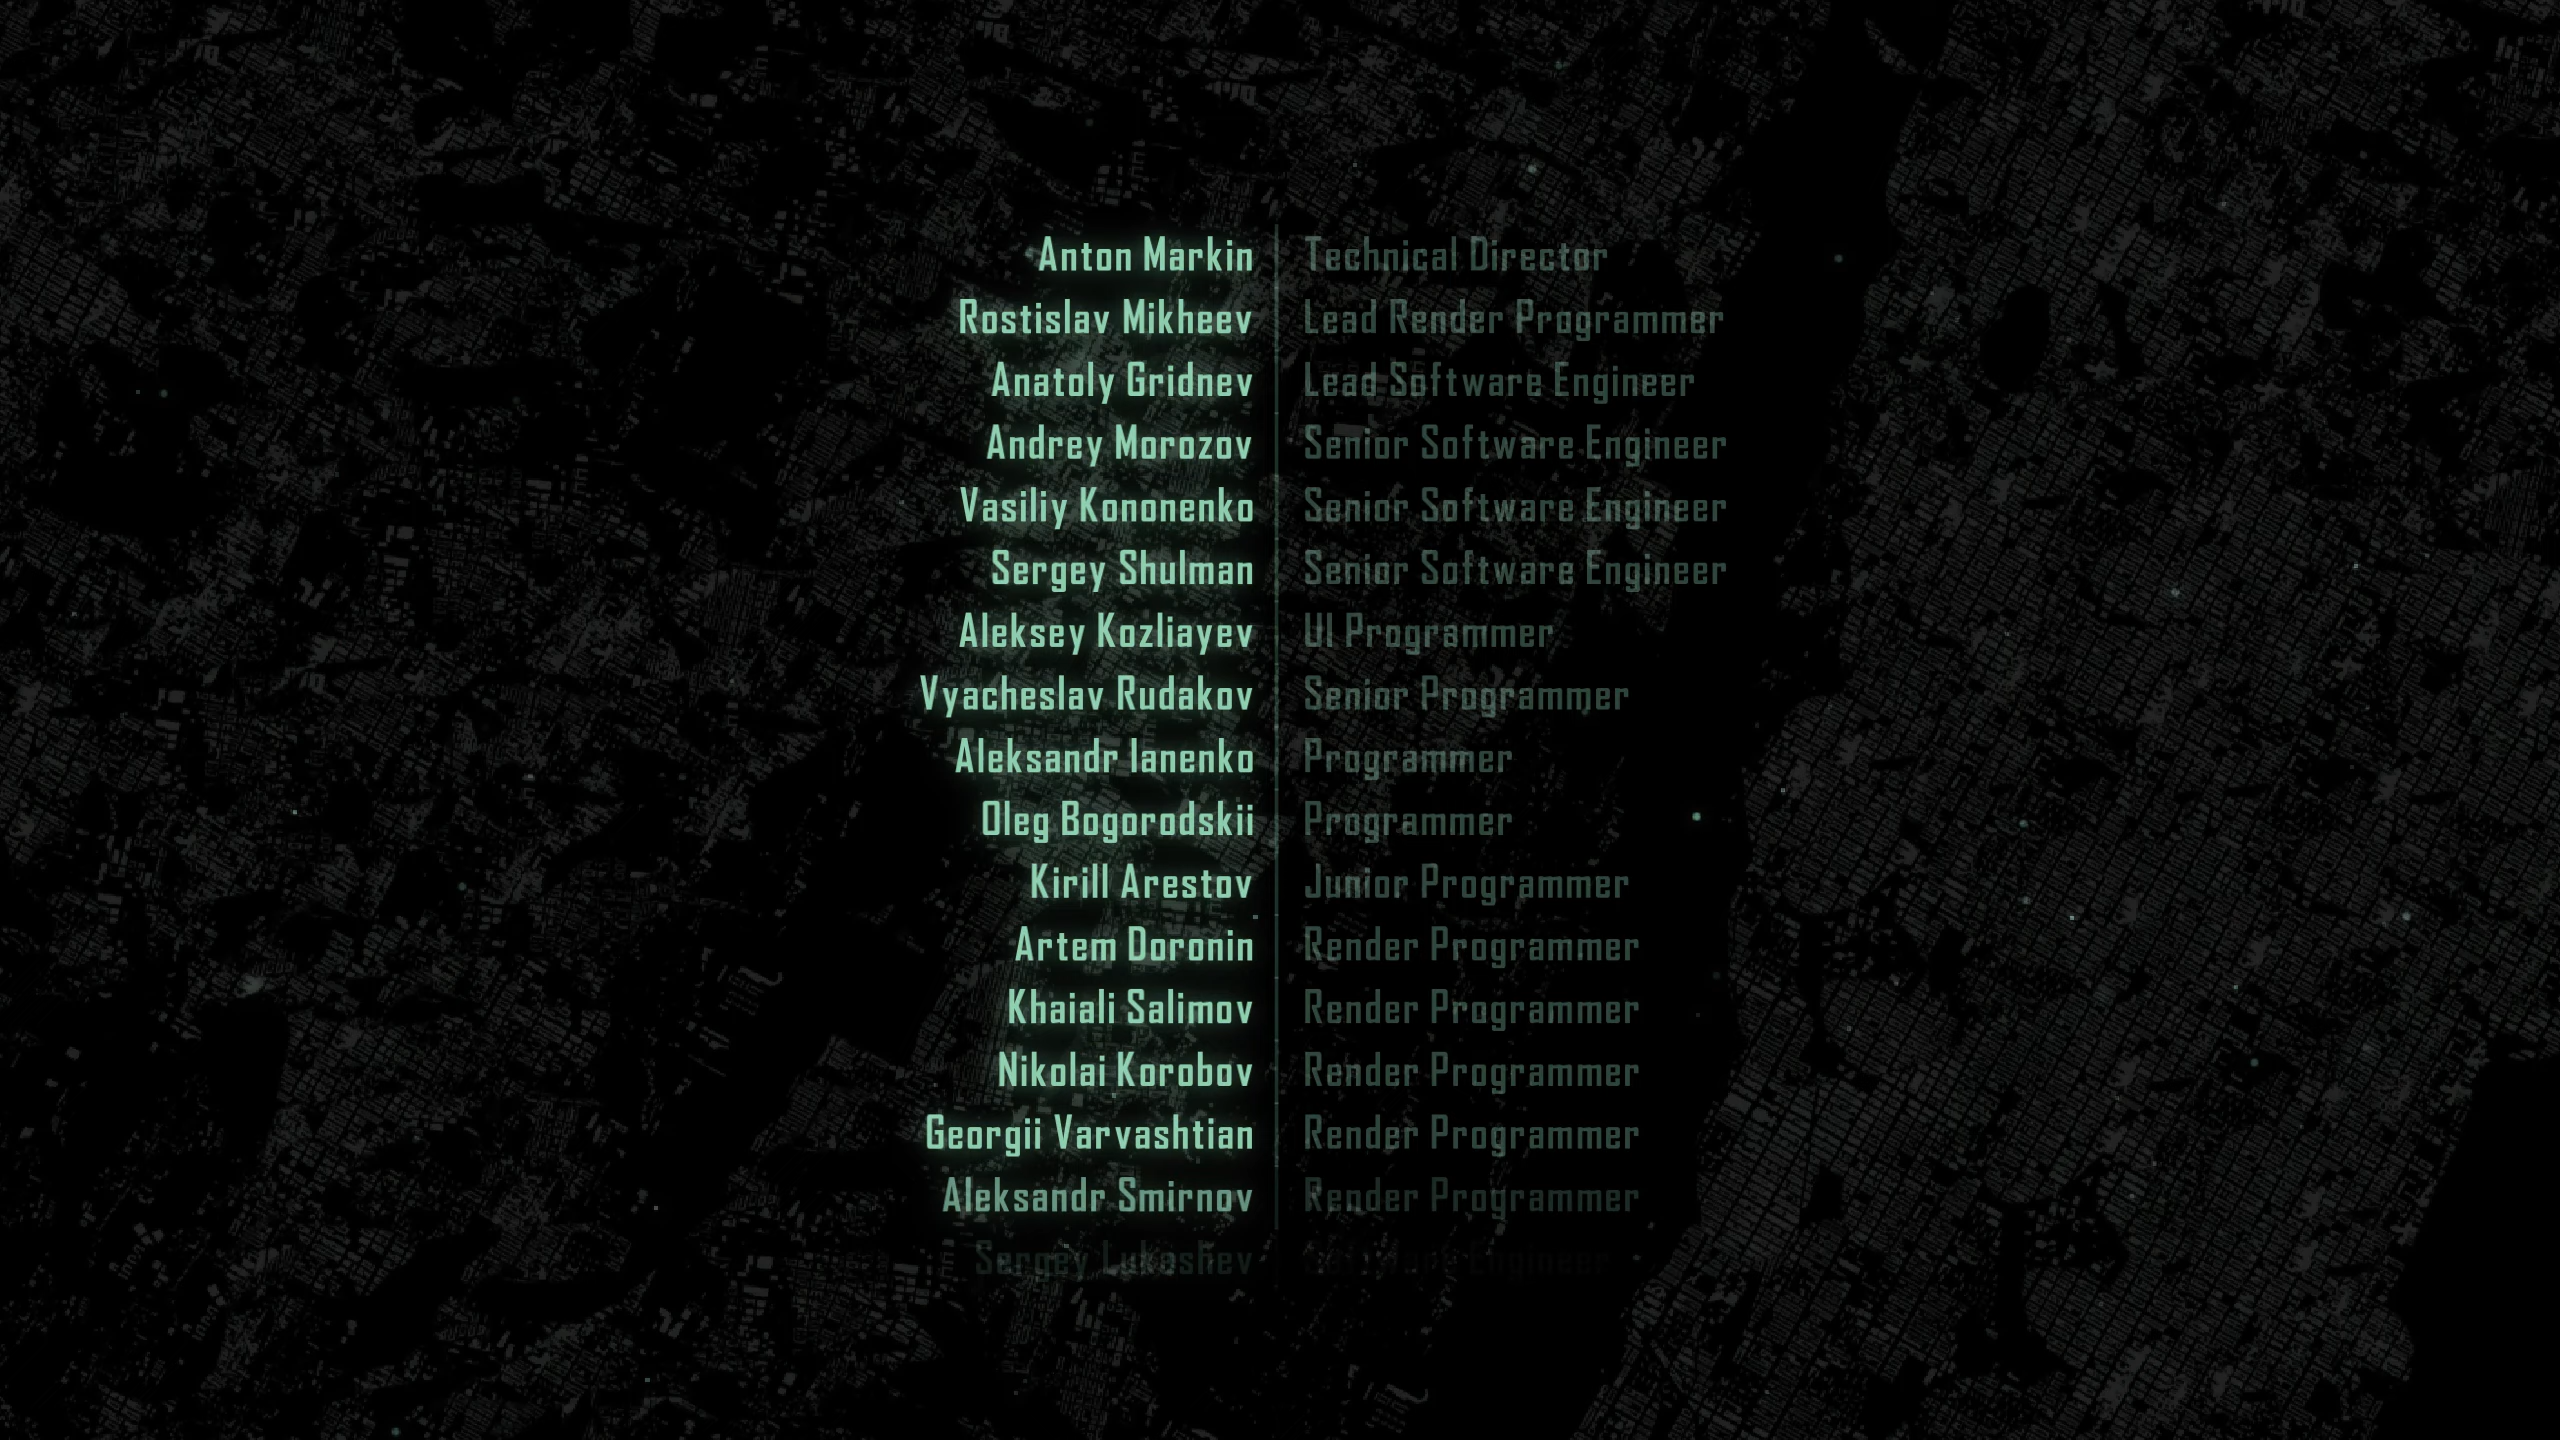 Anton Markin Technical Director
Rostislav Mikheev Lead Render Programmer
Anatoly Gridnev Lead Software Engineer
Andrey Morozov Senior Software Engineer
Vasiliy Kononenko Senior Software Engineer
Sergey Shulman Senior Software Engineer
Aleksey Kozliayev UI Programmer
Vyacheslav Rudakov Senior Programmer
Aleksandr Ianenko Programmer
Oleg Bogorodskii Programmer
Kirill Arestov Junior Programmer
Artem Doronin Render Programmer
Khaiali Salimov Render Programmer
Nikolai Korobov Render Programmer
Georgii Varvashtian Render Programmer
Aleksandr Smirnov Render Programmer
Sergey Lukashev Software Engineer